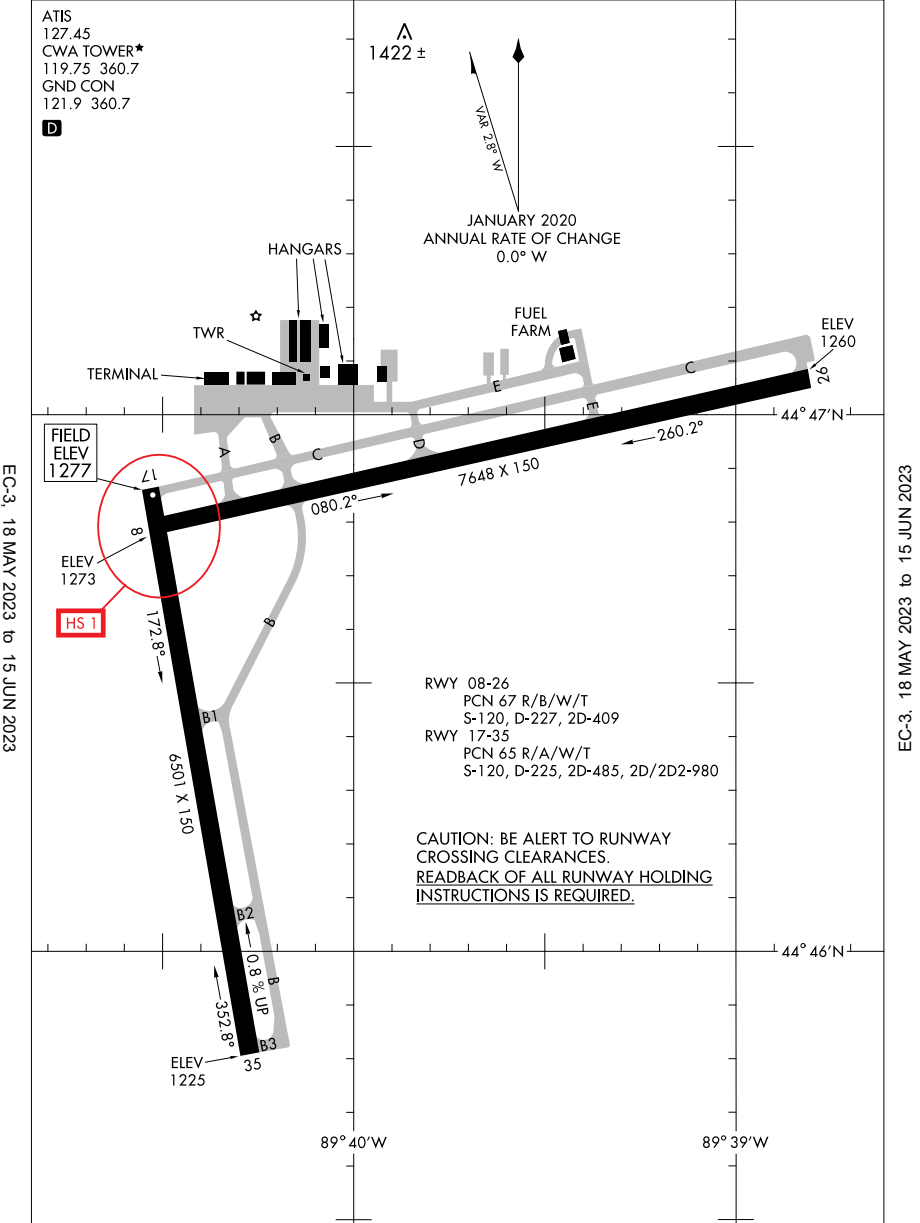 ATIS
127.45
CWA TOWER★
119.75 360.7
GND CON
121.9 360.7
D
1422 ±
VAR 2.8° W
JANUARY 2020
ANNUAL RATE OF CHANGE
0.0° W
HANGARS
TWR
TERMINAL
FUEL
FARM
ELEV
1260
26
C
E
E
44° 47'N
FIELD
ELEV
1277
17
A
B
C
D
260.2°
7648 X 150
080.2°
8
ELEV
1273
HS 1
172.8°
B
B1
6501 X 150
RWY 08-26
PCN 67 R/B/W/T
S-120, D-227, 2D-409
RWY 17-35
PCN 65 R/A/W/T
S-120, D-225, 2D-485, 2D/2D2-980
CAUTION: BE ALERT TO RUNWAY
CROSSING CLEARANCES.
READBACK OF ALL RUNWAY HOLDING
INSTRUCTIONS IS REQUIRED.
B2
0.8 % UP
B
44° 46'N
352.8°
B3
ELEV
1225
35
89° 40'W
89° 39'W
EC-3, 18 MAY 2023 to 15 JUN 2023
EC-3, 18 MAY 2023 to 15 JUN 2023